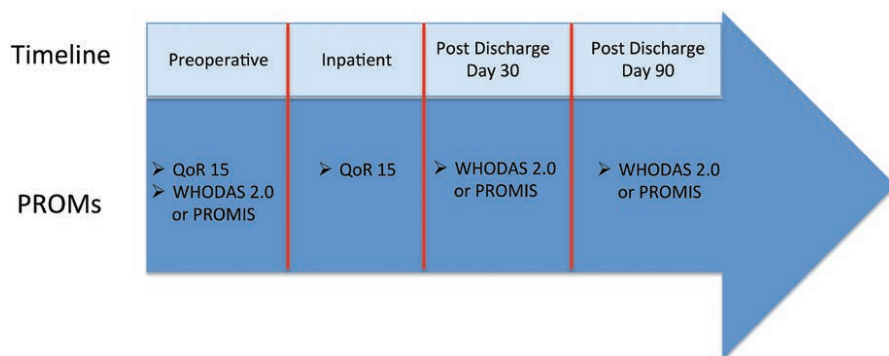 Timeline
Preoperative
Inpatient
Post Discharge
Day 30
Post Discharge
Day 90
PROMs
➢ QoR 15
➢ WHODAS 2.0
or PROMIS
➢ QoR 15
➢ WHODAS 2.0
or PROMIS
➢ WHODAS 2.0
or PROMIS